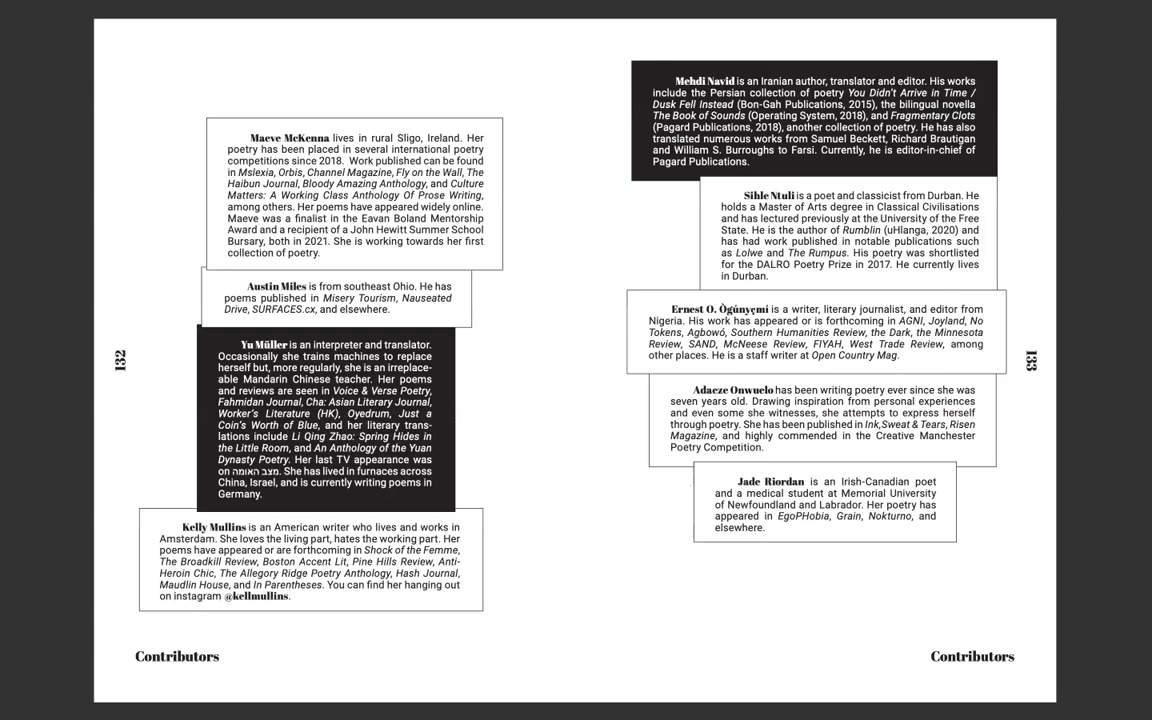 Maeve McKenna lives in rural Sligo, Ireland. Her
poetry has been placed in several international poetry
competitions since 2018. Work published can be found
in Mslexia, Orbis, Channel Magazine, Fly on the Wall, The
Haibun Journal, Bloody Amazing Anthology, and Culture
Matters: A Working Class Anthology Of Prose Writing,
among others. Her poems have appeared widely online.
Maeve was a finalist in the Eavan Boland Mentorship
Award and a recipient of a John Hewitt Summer School
Bursary, both in 2021. She is working towards her first
collection of poetry.
Austin Miles is from southeast Ohio. He has
poems published in Misery Tourism, Nauseated
Drive, SURFACES.cx, and elsewhere.
Yu Müller is an interpreter and translator.
Occasionally she trains machines to replace
herself but, more regularly, she is an irreplace-
able Mandarin Chinese teacher. Her poems
and reviews are seen in Voice & Verse Poetry,
Fahmidan Journal, Cha: Asian Literary Journal,
Worker's Literature (HK), Oyedrum, Just a
Coin's Worth of Blue, and her literary trans-
lations include Li Qing Zhao: Spring Hides in
the Little Room, and An Anthology of the Yuan
Dynasty Poetry. Her last TV appearance was
on מצב האומה. She has lived in furnaces across
China, Israel, and is currently writing poems in
Germany.
Kelly Mullins is an American writer who lives and works in
Amsterdam. She loves the living part, hates the working part. Her
poems have appeared or are forthcoming in Shock of the Femme,
The Broadkill Review, Boston Accent Lit, Pine Hills Review, Anti-
Heroin Chic, The Allegory Ridge Poetry Anthology, Hash Journal,
Maudlin House, and In Parentheses. You can find her hanging out
on instagram @kellmullins.
132
Contributors
Mehdi Navid is an Iranian author, translator and editor. His works
include the Persian collection of poetry You Didn't Arrive in Time /
Dusk Fell Instead (Bon-Gah Publications, 2015), the bilingual novella
The Book of Sounds (Operating System, 2018), and Fragmentary Clots
(Pagard Publications, 2018), another collection of poetry. He has also
translated numerous works from Samuel Beckett, Richard Brautigan
and William S. Burroughs to Farsi. Currently, he is editor-in-chief of
Pagard Publications.
Sihle Ntuli is a poet and classicist from Durban. He
holds a Master of Arts degree in Classical Civilisations
and has lectured previously at the University of the Free
State. He is the author of Rumblin (uHlanga, 2020) and
has had work published in notable publications such
as Lolwe and The Rumpus. His poetry was shortlisted
for the DALRO Poetry Prize in 2017. He currently lives
in Durban.
Ernest O. Ògúnyẹmí is a writer, literary journalist, and editor from
Nigeria. His work has appeared or is forthcoming in AGNI, Joyland, No
Tokens, Agbowó, Southern Humanities Review, the Dark, the Minnesota
Review, SAND, McNeese Review, FIYAH, West Trade Review, among
other places. He is a staff writer at Open Country Mag.
Adaeze Onwuelo has been writing poetry ever since she was
seven years old. Drawing inspiration from personal experiences
and even some she witnesses, she attempts to express herself
through poetry. She has been published in Ink,Sweat & Tears, Risen
Magazine, and highly commended in the Creative Manchester
Poetry Competition.
Jade Riordan is an Irish-Canadian poet
and a medical student at Memorial University
of Newfoundland and Labrador. Her poetry has
appeared in EgoPHobia, Grain, Nokturno, and
elsewhere.
133
Contributors